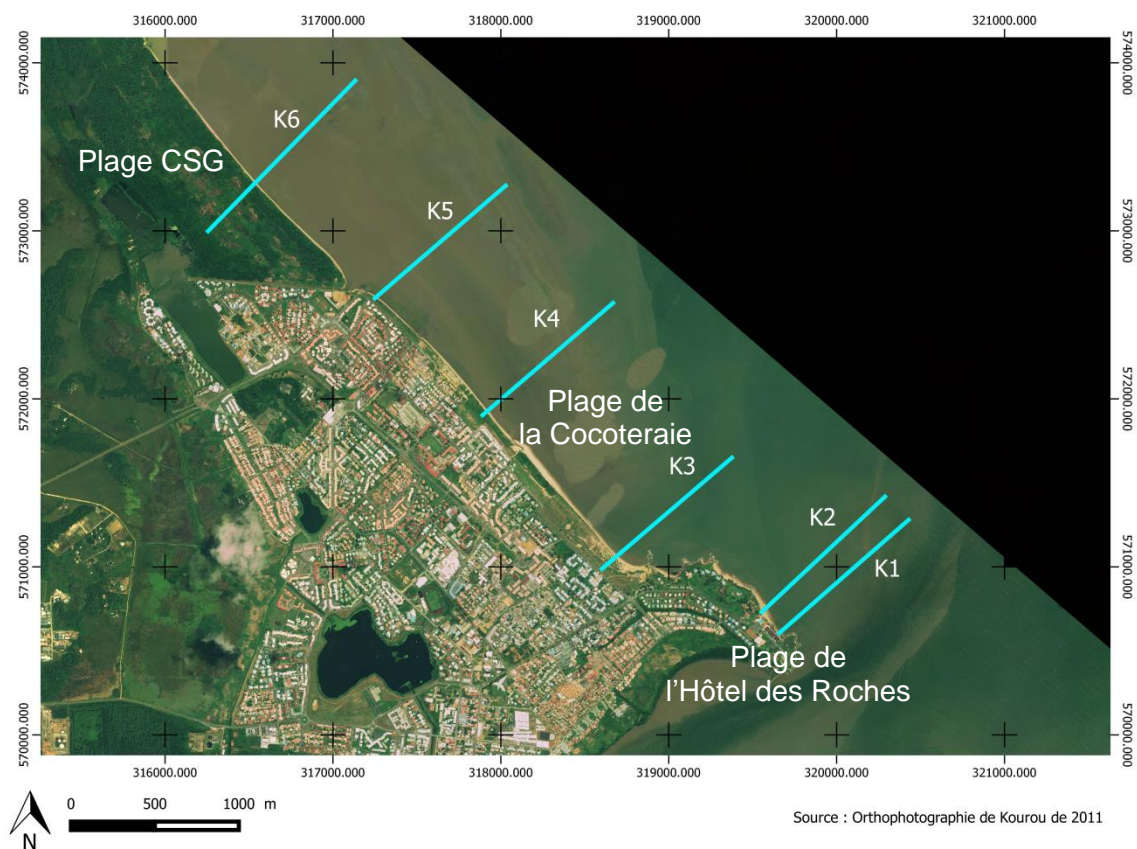 316000.000 317000.000 318000.000 319000.000 320000.000 321000.000
574000.000 574000.000
K6
Plage CSG
K5
573000.000 573000.000
K4
572000.000 572000.000
Plage de
la Cocoteraie
K3
K2
571000.000 571000.000
K1
Plage de
l'Hôtel des Roches
570000.000 570000.000
316000.000 317000.000 318000.000 319000.000 320000.000 321000.000
0 500 1000 m
N
Source : Orthophotographie de Kourou de 2011